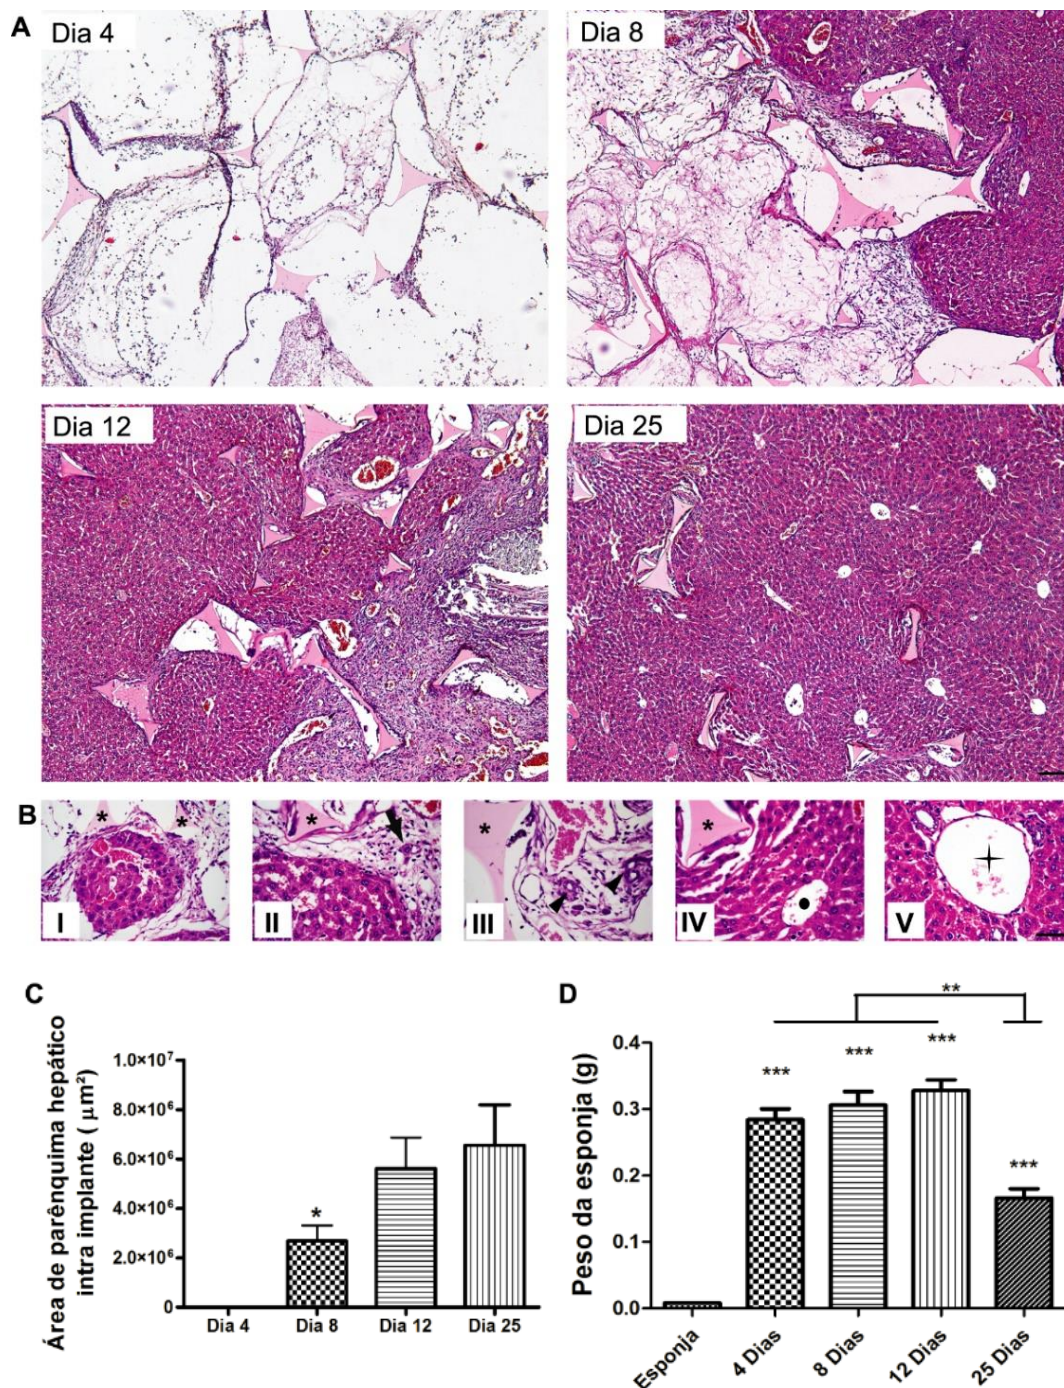 A
Dia 4
Dia 8
Dia 12
Dia 25
B
*
*
I
*
II
*
III
*
IV
V
C
Área de parênquima hepático
intra implante ( μm²)
1.0×10⁷
8.0×10⁶
6.0×10⁶
4.0×10⁶
2.0×10⁶
0
*
Dia 4
Dia 8
Dia 12
Dia 25
D
**
Peso da esponja (g)
0.4
0.3
0.2
0.1
0.0
***
***
***
***
Esponja
4 Dias
8 Dias
12 Dias
25 Dias